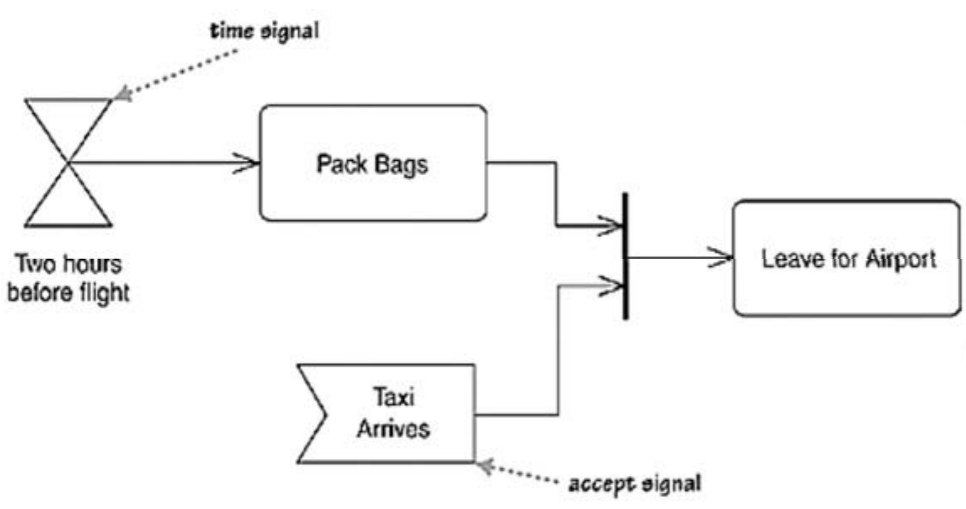 time signal
Pack Bags
Two hours
before flight
Leave for Airport
Taxi
Arrives
accept signal